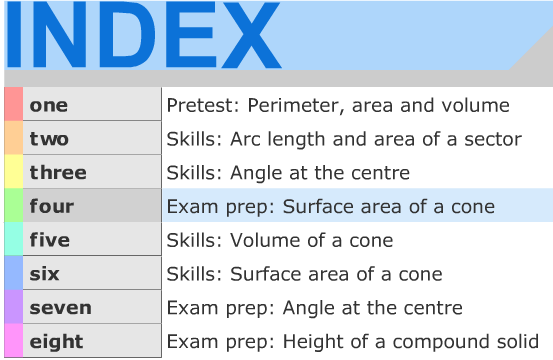 INDEX
one Pretest: Perimeter, area and volume
two Skills: Arc length and area of a sector
three Skills: Angle at the centre
four Exam prep: Surface area of a cone
five Skills: Volume of a cone
six Skills: Surface area of a cone
seven Exam prep: Angle at the centre
eight Exam prep: Height of a compound solid